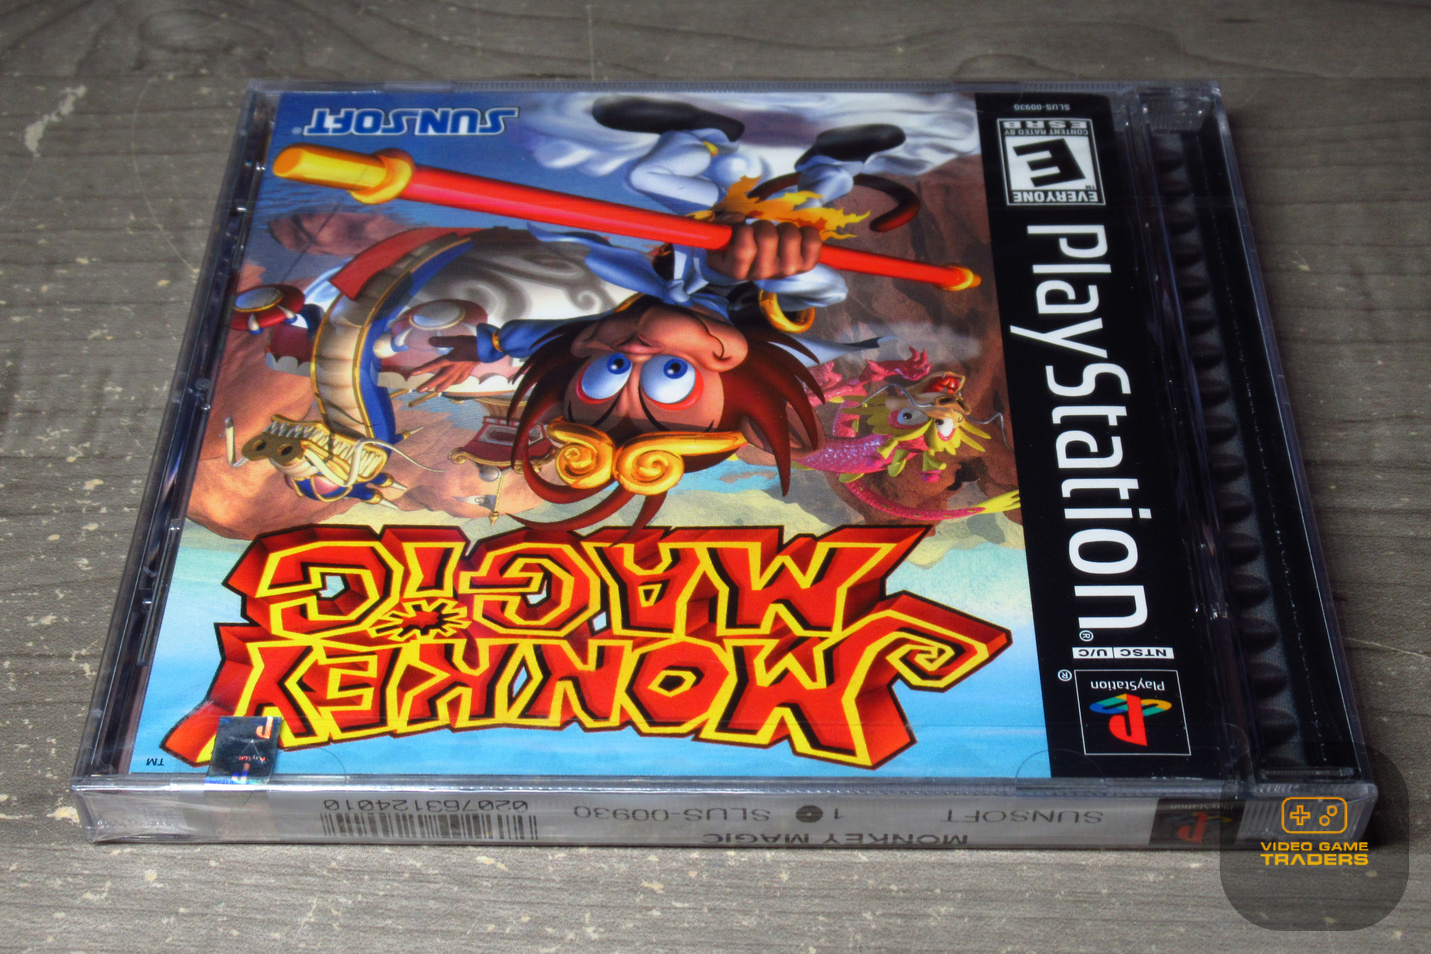 MONKEY
MAGIC
TM
SUNSOFT®
PlayStation®
NTSC U/C
PlayStation
®
EVERYONE
E
TM
CONTENT RATED BY
ESRB
SLUS-00930
MONKEY MAGIC
SUNSOFT
1
SLUS-00930
020763124010
VIDEO GAME
TRADERS